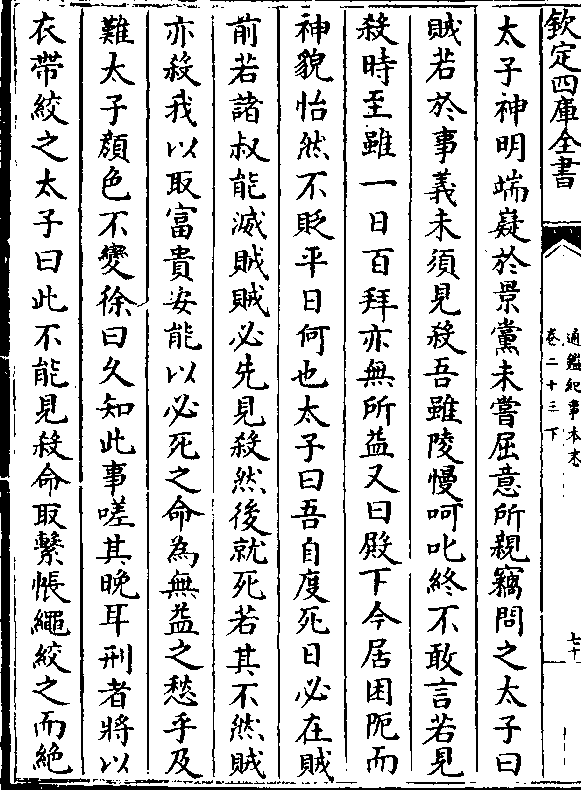 欽定四庫全書
通鑑紀事本末
卷二十三下
七十
太子神明端嶷於景黨未嘗屈意所親竊問之太子曰
賊若於事義未須見殺吾雖陵慢呵叱終不敢言若見
殺時至雖一日百拜亦無所益又曰殿下今居困阨而
神貌怡然不貶平日何也太子曰吾自度死日必在賊
前若諸叔能滅賊賊必先見殺然後就死若其不然賊
亦殺我以取富貴安能以必死之命為無益之愁乎及
難太子顔色不變徐曰久知此事嗟其晚耳刑者將以
衣帶絞之太子曰此不能見殺命取繫帳繩絞之而絶